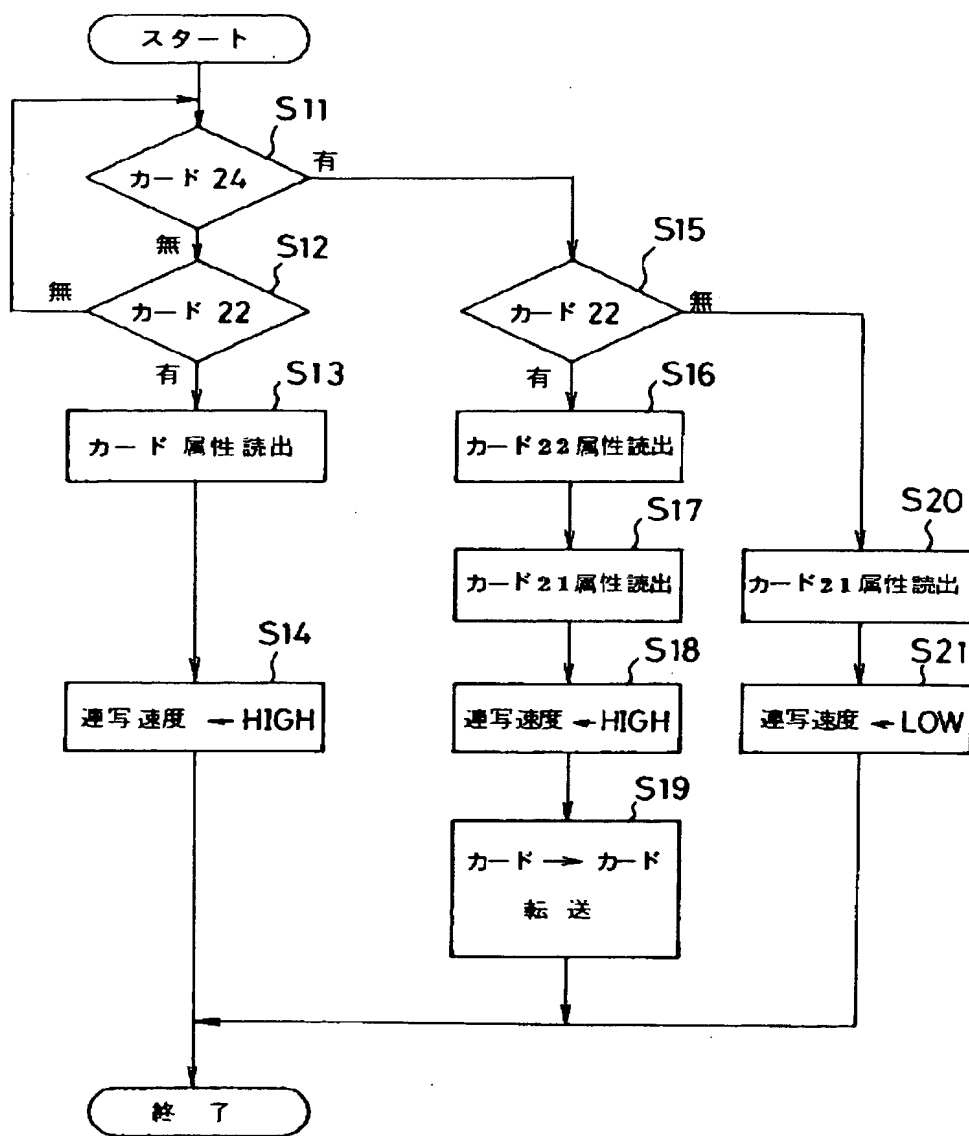 スタート
S11
カード 24
有
無
S12
カード 22
無
有
S13
カード 属性読出
S14
連写速度 ← HIGH
S15
カード 22
無
有
S16
カード22属性読出
S17
カード21属性読出
S18
連写速度 ← HIGH
S19
カード → カード
転 送
S20
カード21属性読出
S21
連写速度 ← LOW
終 了